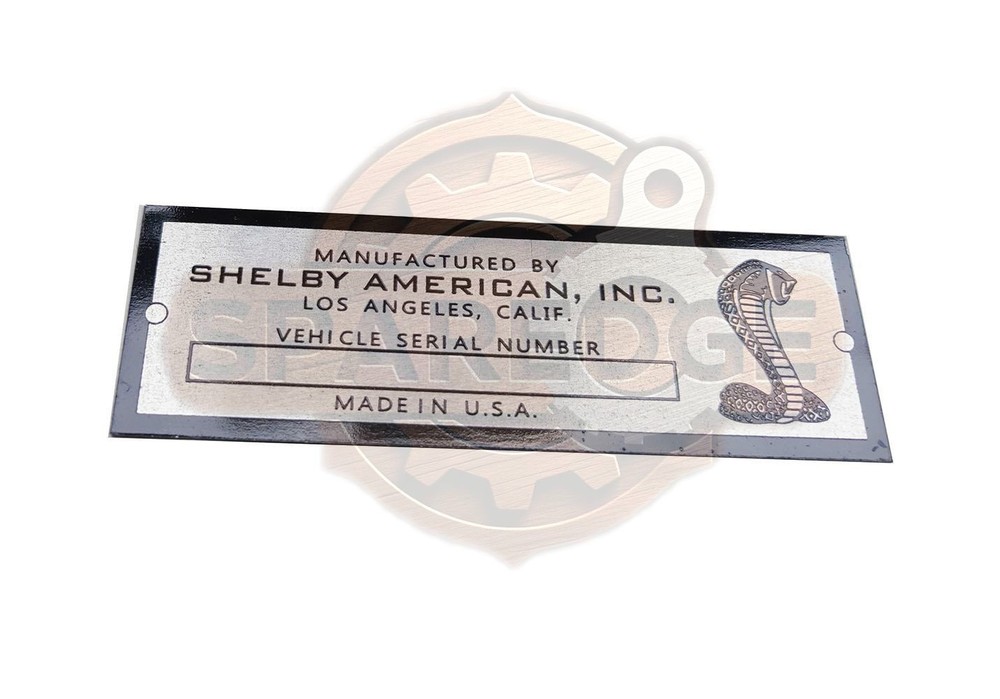 MANUFACTURED BY
SHELBY AMERICAN, INC.
LOS ANGELES, CALIF.
VEHICLE SERIAL NUMBER
MADE IN U.S.A.
SPAREDGE